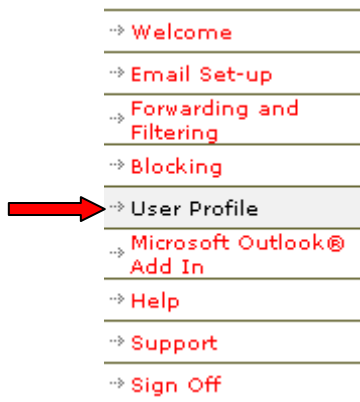 Welcome
Email Set-up
Forwarding and
Filtering
Blocking
User Profile
Microsoft Outlook®
Add In
Help
Support
Sign Off